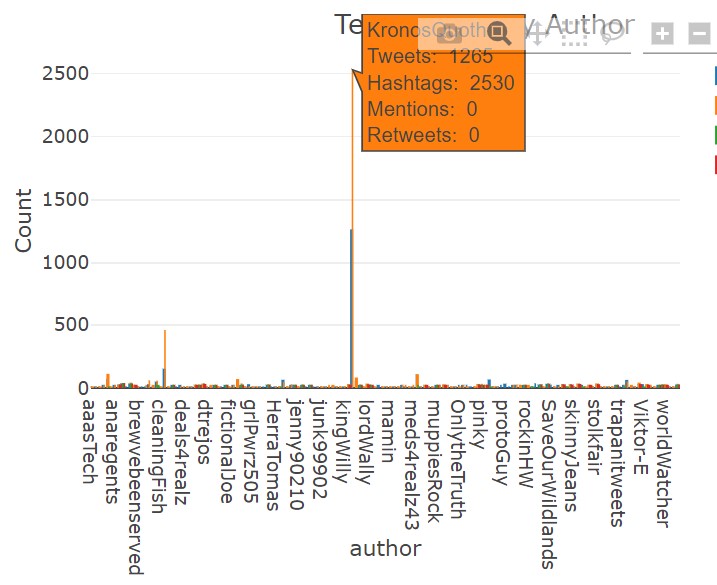 Author
KronosQuoth
Tweets: 1265
Hashtags: 2530
Mentions: 0
Retweets: 0
2500
2000
1500
1000
500
0
Count
aaasTech
anaregents
brewvebeenserved
cleaningFish
deals4realz
dtrejos
fictionalJoe
grlPwrz505
HerraTomas
jenny90210
Junk99902
kingWilly
lordWally
mamin
meds4realz43
muppiesRock
OnlytheTruth
pinky
protoGuy
rockinHW
SaveOurWildlands
skinnyJeans
stolkfair
trapanitweets
Viktor-E
worldWatcher
author